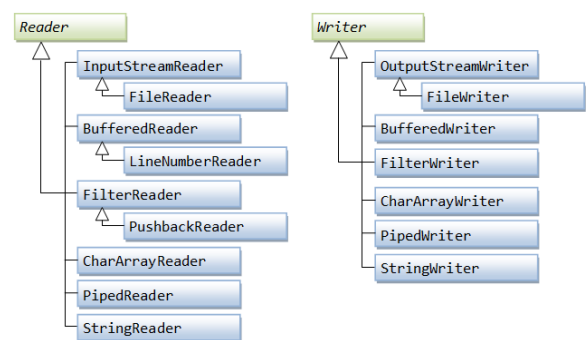 Reader
InputStreamReader
FileReader
BufferedReader
LineNumberReader
FilterReader
PushbackReader
CharArrayReader
PipedReader
StringReader
Writer
OutputStreamWriter
FileWriter
BufferedWriter
FilterWriter
CharArrayWriter
PipedWriter
StringWriter